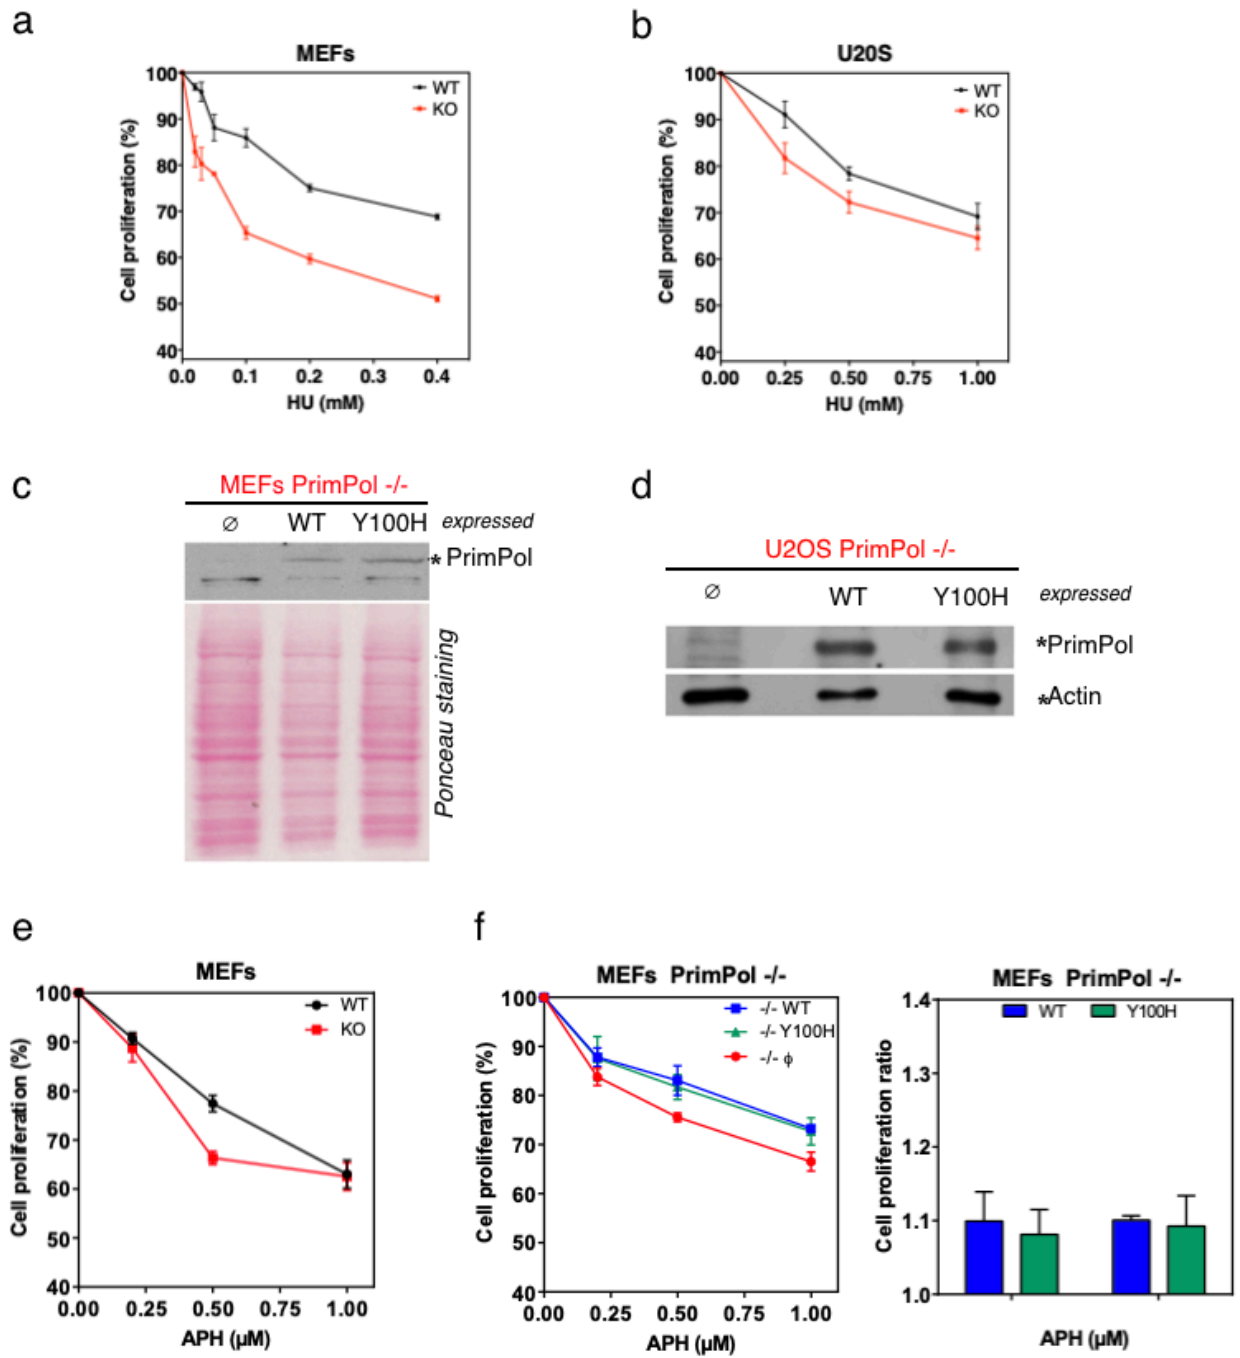 a
MEFs
Cell proliferation (%)
100
90
80
70
60
50
40
WT
KO
0.0 0.1 0.2 0.3 0.4
HU (mM)
b
U20S
Cell proliferation (%)
100
90
80
70
60
50
40
WT
KO
0.00 0.25 0.50 0.75 1.00
HU (mM)
c
MEFs PrimPol -/-
∅ WT Y100H expressed
* PrimPol
Ponceau staining
d
U2OS PrimPol -/-
∅ WT Y100H expressed
*PrimPol
*Actin
e
MEFs
Cell proliferation (%)
100
90
80
70
60
50
40
WT
KO
0.00 0.25 0.50 0.75 1.00
APH (µM)
f
MEFs PrimPol -/-
Cell proliferation (%)
100
90
80
70
60
50
40
-/- WT
-/- Y100H
-/- ϕ
0.00 0.25 0.50 0.75 1.00
APH (µM)
MEFs PrimPol -/-
Cell proliferation ratio
1.4
1.3
1.2
1.1
1.0
WT Y100H
APH (µM)